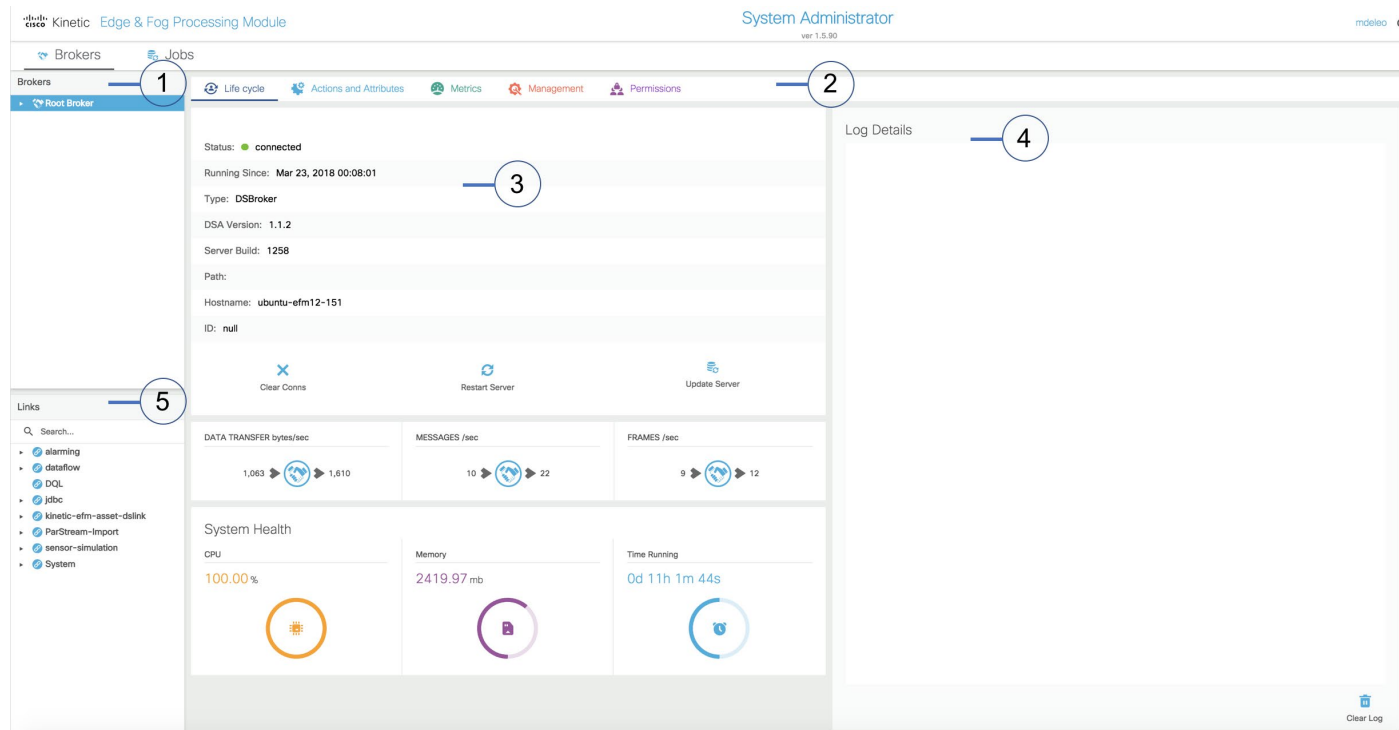 cisco Kinetic Edge & Fog Processing Module
System Administrator
ver 1.5.90
mdeleo
Brokers
Jobs
Brokers
1
Root Broker
Life cycle
Actions and Attributes
Metrics
Management
Permissions
2
Status: connected
Running Since: Mar 23, 2018 00:08:01
Type: DSBroker
DSA Version: 1.1.2
Server Build: 1258
Path:
Hostname: ubuntu-efm12-151
ID: null
3
Clear Conns
Restart Server
Update Server
Log Details
4
Links
5
Search...
alarming
dataflow
DQL
jdbc
kinetic-efm-asset-dslink
ParStream-Import
sensor-simulation
System
DATA TRANSFER bytes/sec
1,063
1,610
MESSAGES /sec
10
22
FRAMES /sec
9
12
System Health
CPU
100.00 %
Memory
2419.97 mb
Time Running
0d 11h 1m 44s
Clear Log